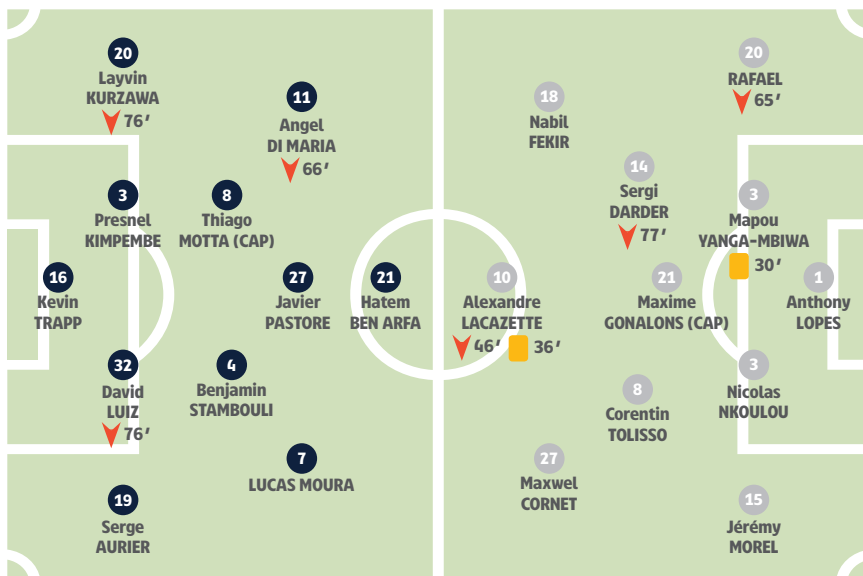 20
Layvin
KURZAWA
76’
11
Angel
DI MARIA
66’
3
Presnel
KIMPEMBE
8
Thiago
MOTTA (CAP)
16
Kevin
TRAPP
27
Javier
PASTORE
21
Hatem
BEN ARFA
32
David
LUIZ
76’
4
Benjamin
STAMBOULI
7
LUCAS MOURA
19
Serge
AURIER
20
RAFAEL
65’
18
Nabil
FEKIR
14
Sergi
DARDER
77’
3
Mapou
YANGA-MBIWA
30’
10
Alexandre
LACAZETTE
46’ 36’
21
Maxime
GONALONS (CAP)
1
Anthony
LOPES
8
Corentin
TOLISSO
3
Nicolas
NKOULOU
27
Maxwel
CORNET
15
Jérémy
MOREL